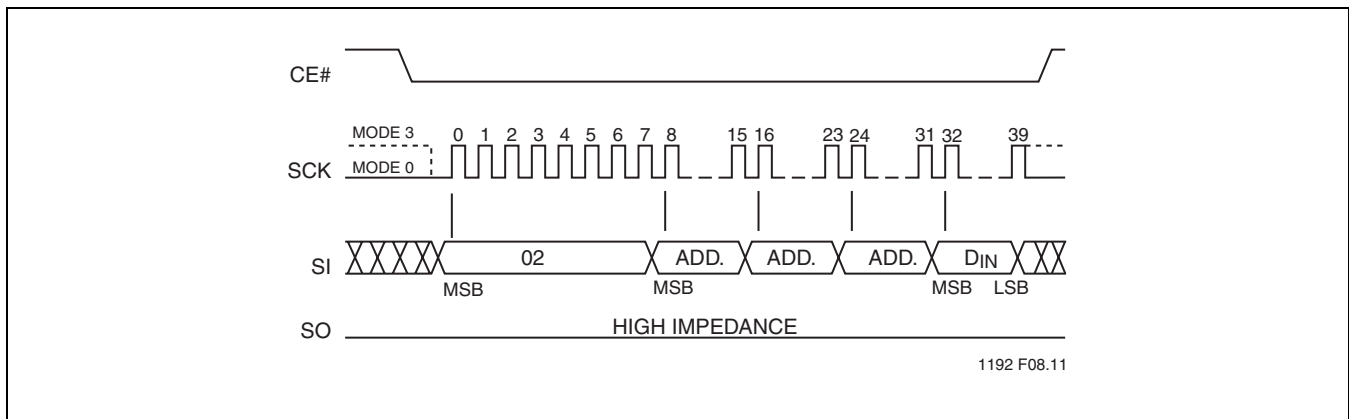 CE#
MODE 3
0 1 2 3 4 5 6 7 8 15 16 23 24 31 32 39
SCK MODE 0
SI 02 ADD. ADD. ADD. DIN
MSB MSB MSB LSB
SO HIGH IMPEDANCE
1192 F08.11